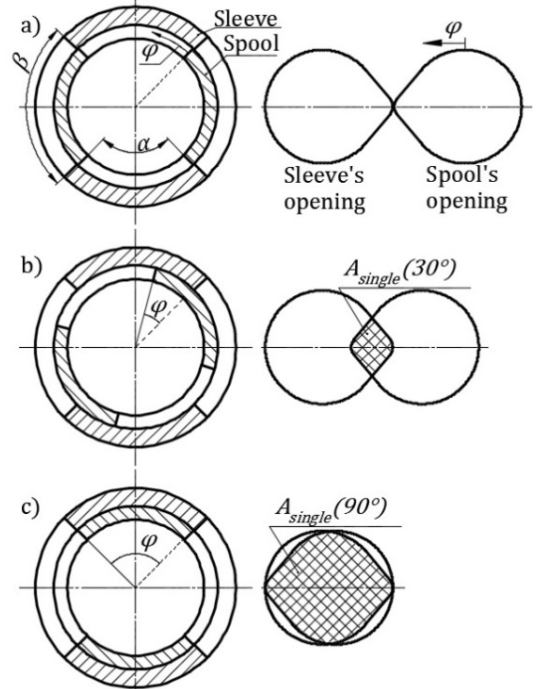 a)
Sleeve
Spool
φ
β
α
φ
Sleeve's
opening
Spool's
opening
b)
φ
A_single(30°)
c)
φ
A_single(90°)